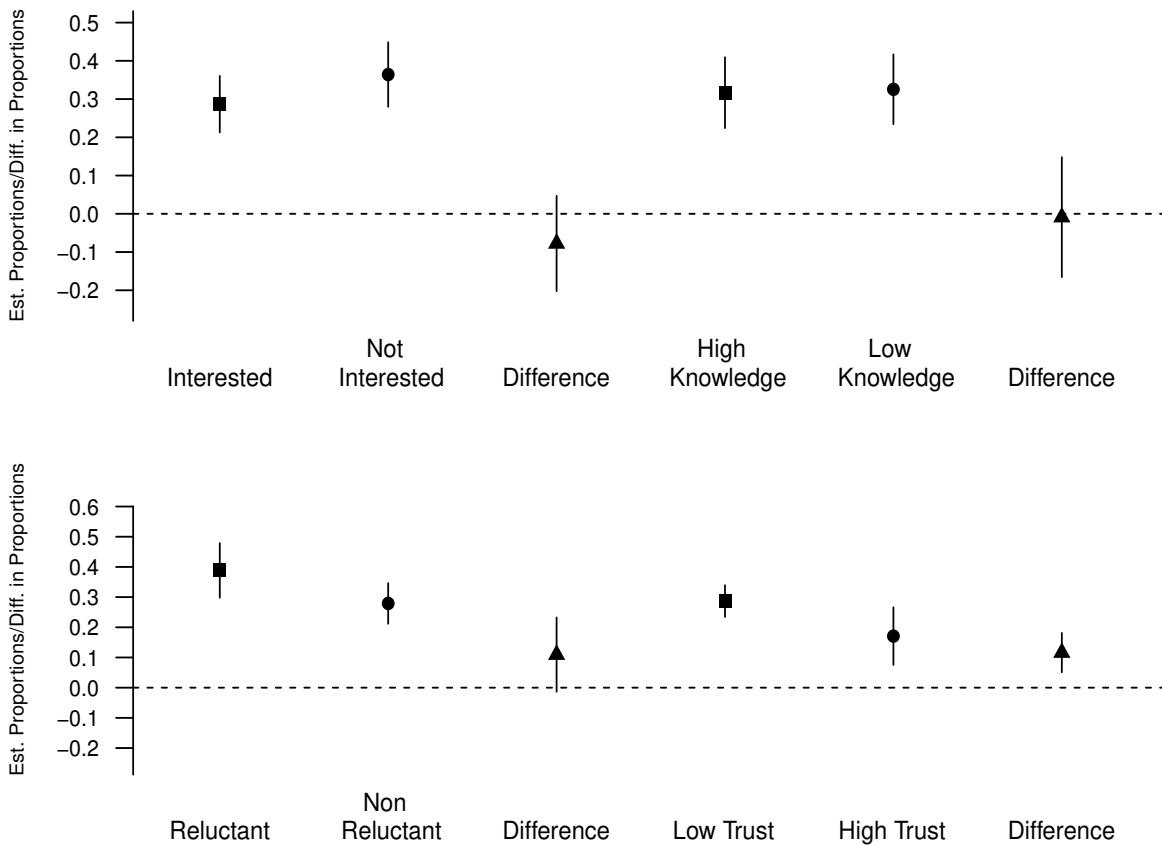 Est. Proportions/Diff. in Proportions
0.5
0.4
0.3
0.2
0.1
0.0
−0.1
−0.2
Interested
Not
Interested
Difference
High
Knowledge
Low
Knowledge
Difference
Est. Proportions/Diff. in Proportions
0.6
0.5
0.4
0.3
0.2
0.1
0.0
−0.1
−0.2
Reluctant
Non
Reluctant
Difference
Low Trust
High Trust
Difference